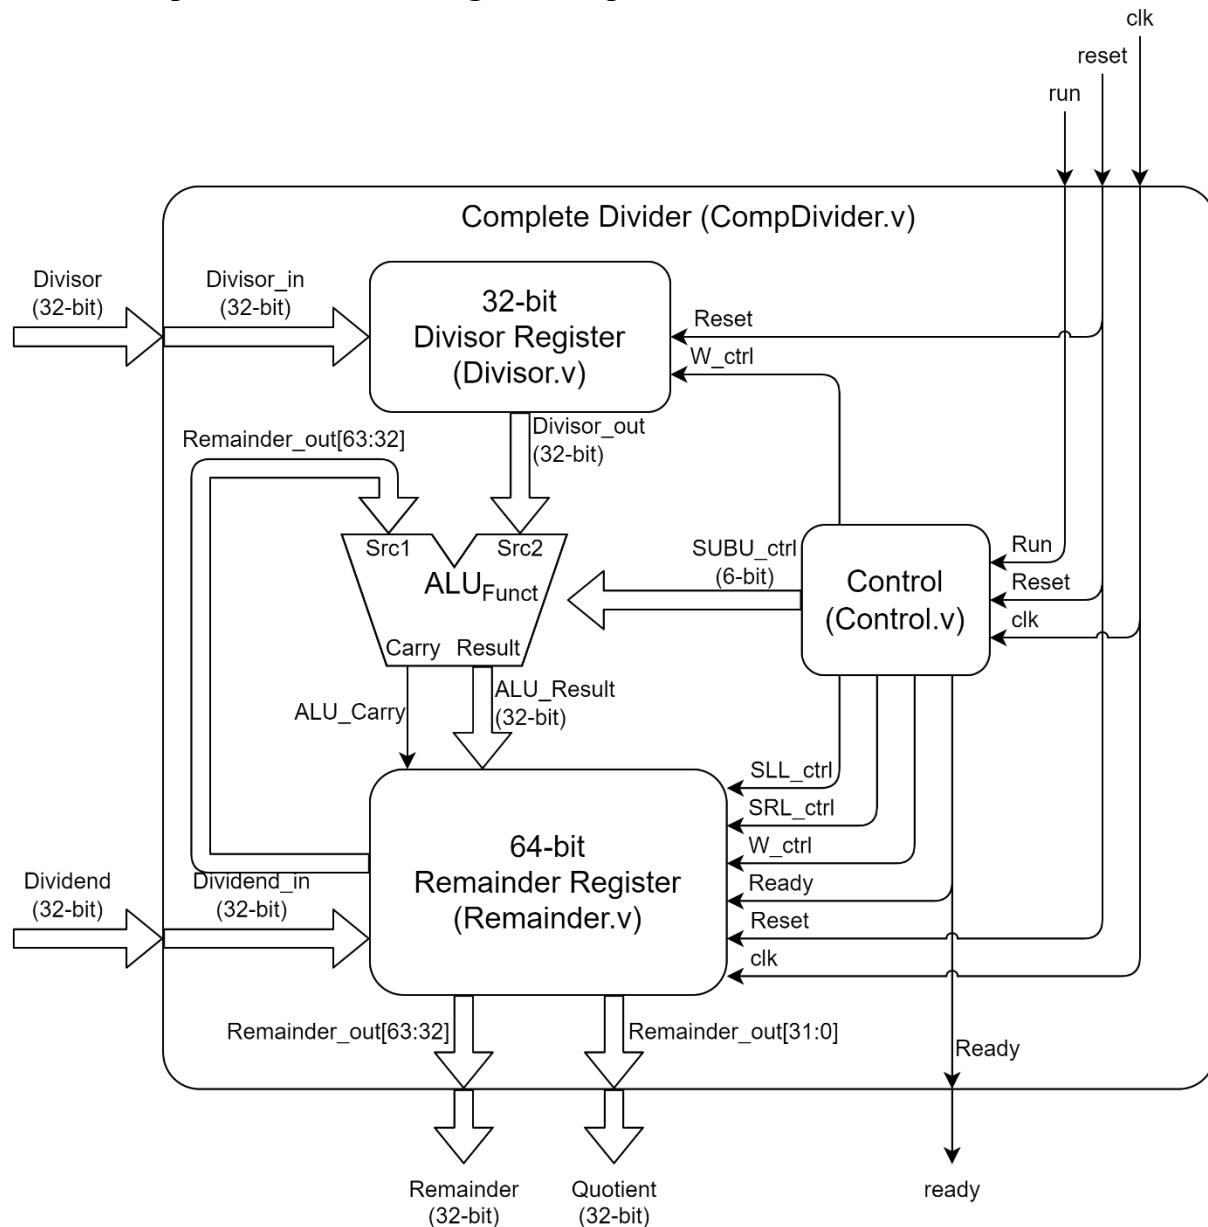 clk
reset
run
Complete Divider (CompDivider.v)
Divisor
(32-bit)
Divisor_in
(32-bit)
32-bit
Divisor Register
(Divisor.v)
Reset
W_ctrl
Remainder_out[63:32]
Divisor_out
(32-bit)
Src1
Src2
ALU_Funct
Carry
Result
SUBU_ctrl
(6-bit)
Control
(Control.v)
Run
Reset
clk
ALU_Carry
ALU_Result
(32-bit)
SLL_ctrl
SRL_ctrl
W_ctrl
Ready
Reset
clk
64-bit
Remainder Register
(Remainder.v)
Dividend
(32-bit)
Dividend_in
(32-bit)
Remainder_out[63:32]
Remainder_out[31:0]
Ready
Remainder
(32-bit)
Quotient
(32-bit)
ready